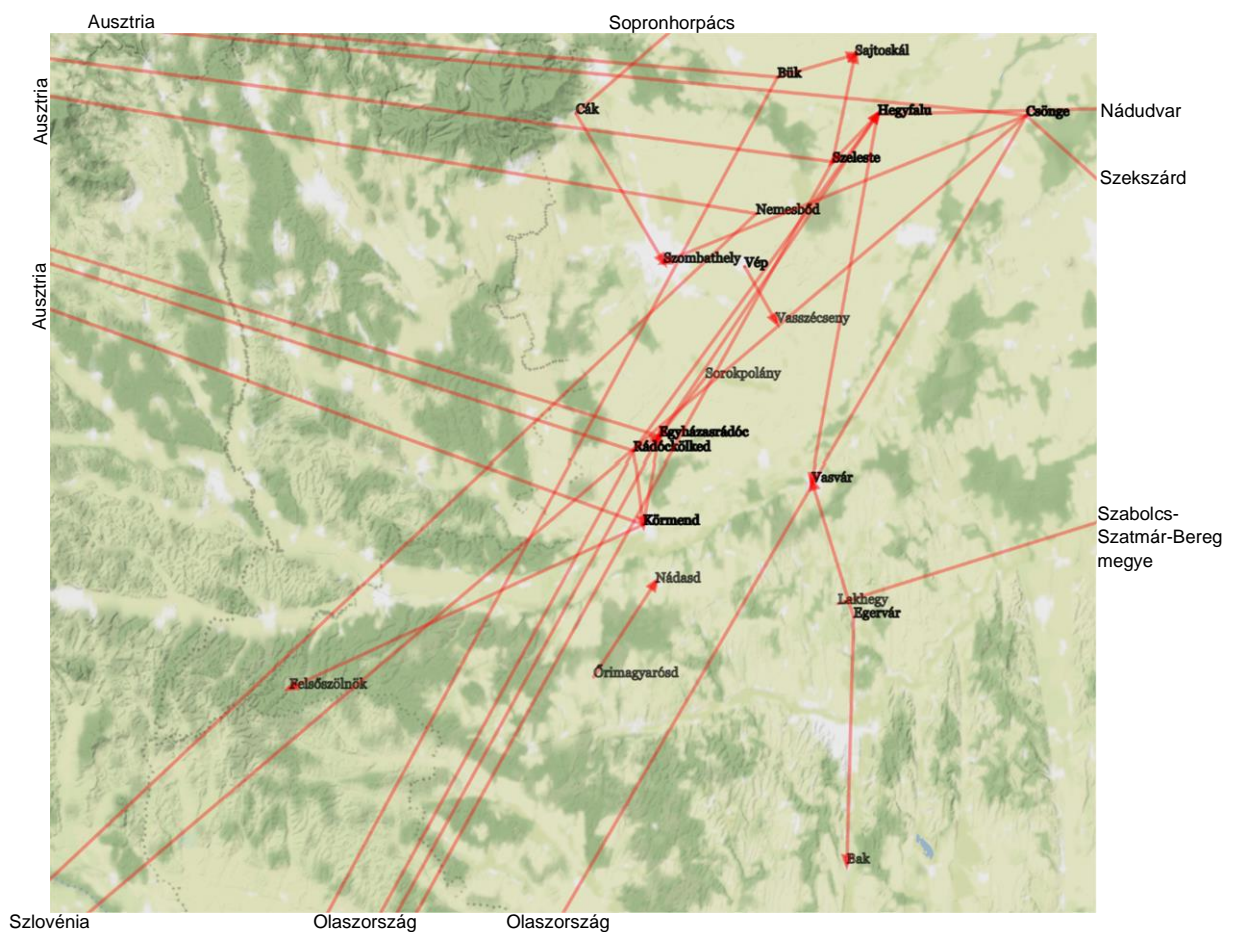 Ausztria
Sopronhorpács
Sajtoskál
Bük
Ausztria
Cák
Hegyfalu
Csönge
Nádudvar
Szeleste
Szekszárd
Nemesbőd
Szombathely
Vép
Ausztria
Vasszécseny
Sorokpolány
Egyházasrádóc
Rádóckölked
Vasvár
Körmend
Szabolcs-
Szatmár-Bereg
megye
Nádasd
Lakhegy
Egervár
Őrimagyarósd
Felsőszölnök
Bak
Szlovénia
Olaszország
Olaszország